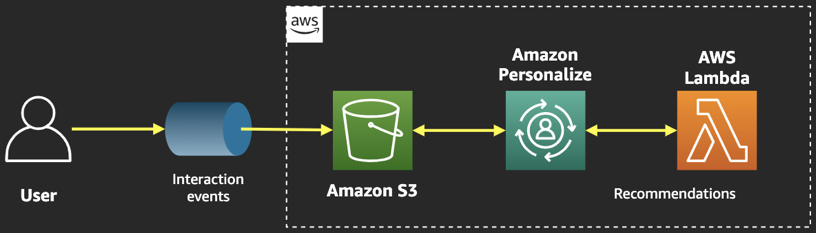 aws
Amazon
Personalize
AWS
Lambda
User
Interaction
events
Amazon S3
Recommendations